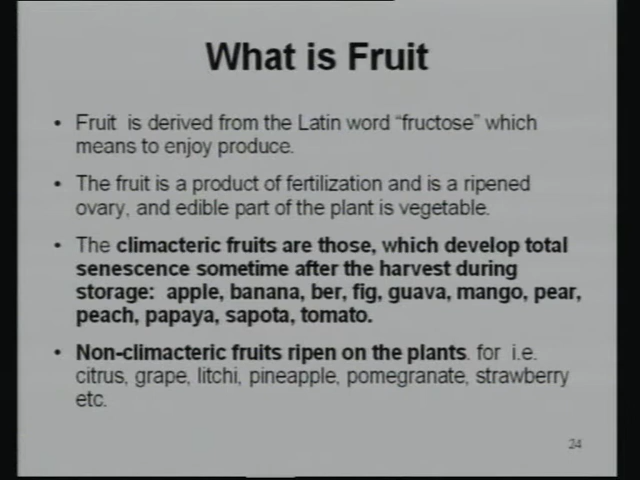 What is Fruit
• Fruit is derived from the Latin word “fructose” which
means to enjoy produce.
• The fruit is a product of fertilization and is a ripened
ovary, and edible part of the plant is vegetable.
• The climacteric fruits are those, which develop total
senescence sometime after the harvest during
storage: apple, banana, ber, fig, guava, mango, pear,
peach, papaya, sapota, tomato.
• Non-climacteric fruits ripen on the plants. for i.e.
citrus, grape, litchi, pineapple, pomegranate, strawberry
etc.
24